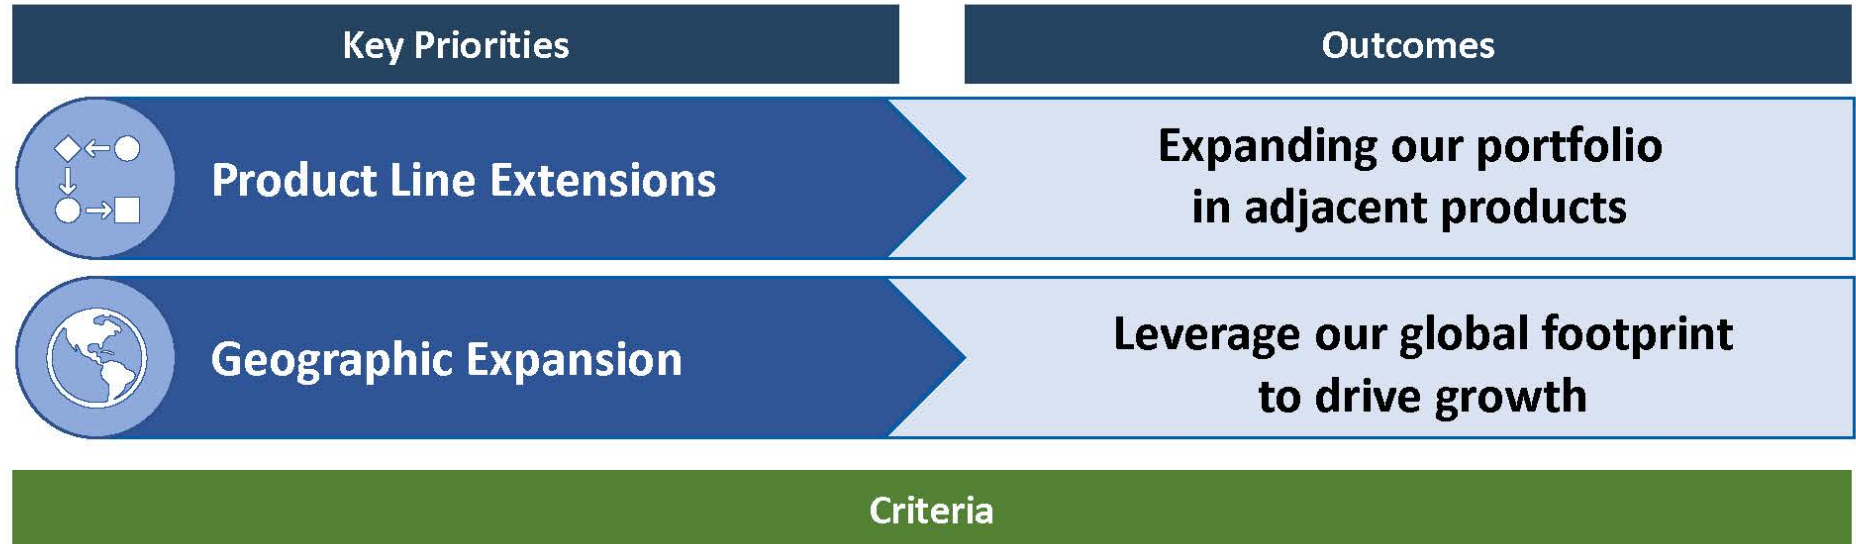 Key Priorities
Outcomes
Product Line Extensions
Expanding our portfolio
in adjacent products
Geographic Expansion
Leverage our global footprint
to drive growth
Criteria